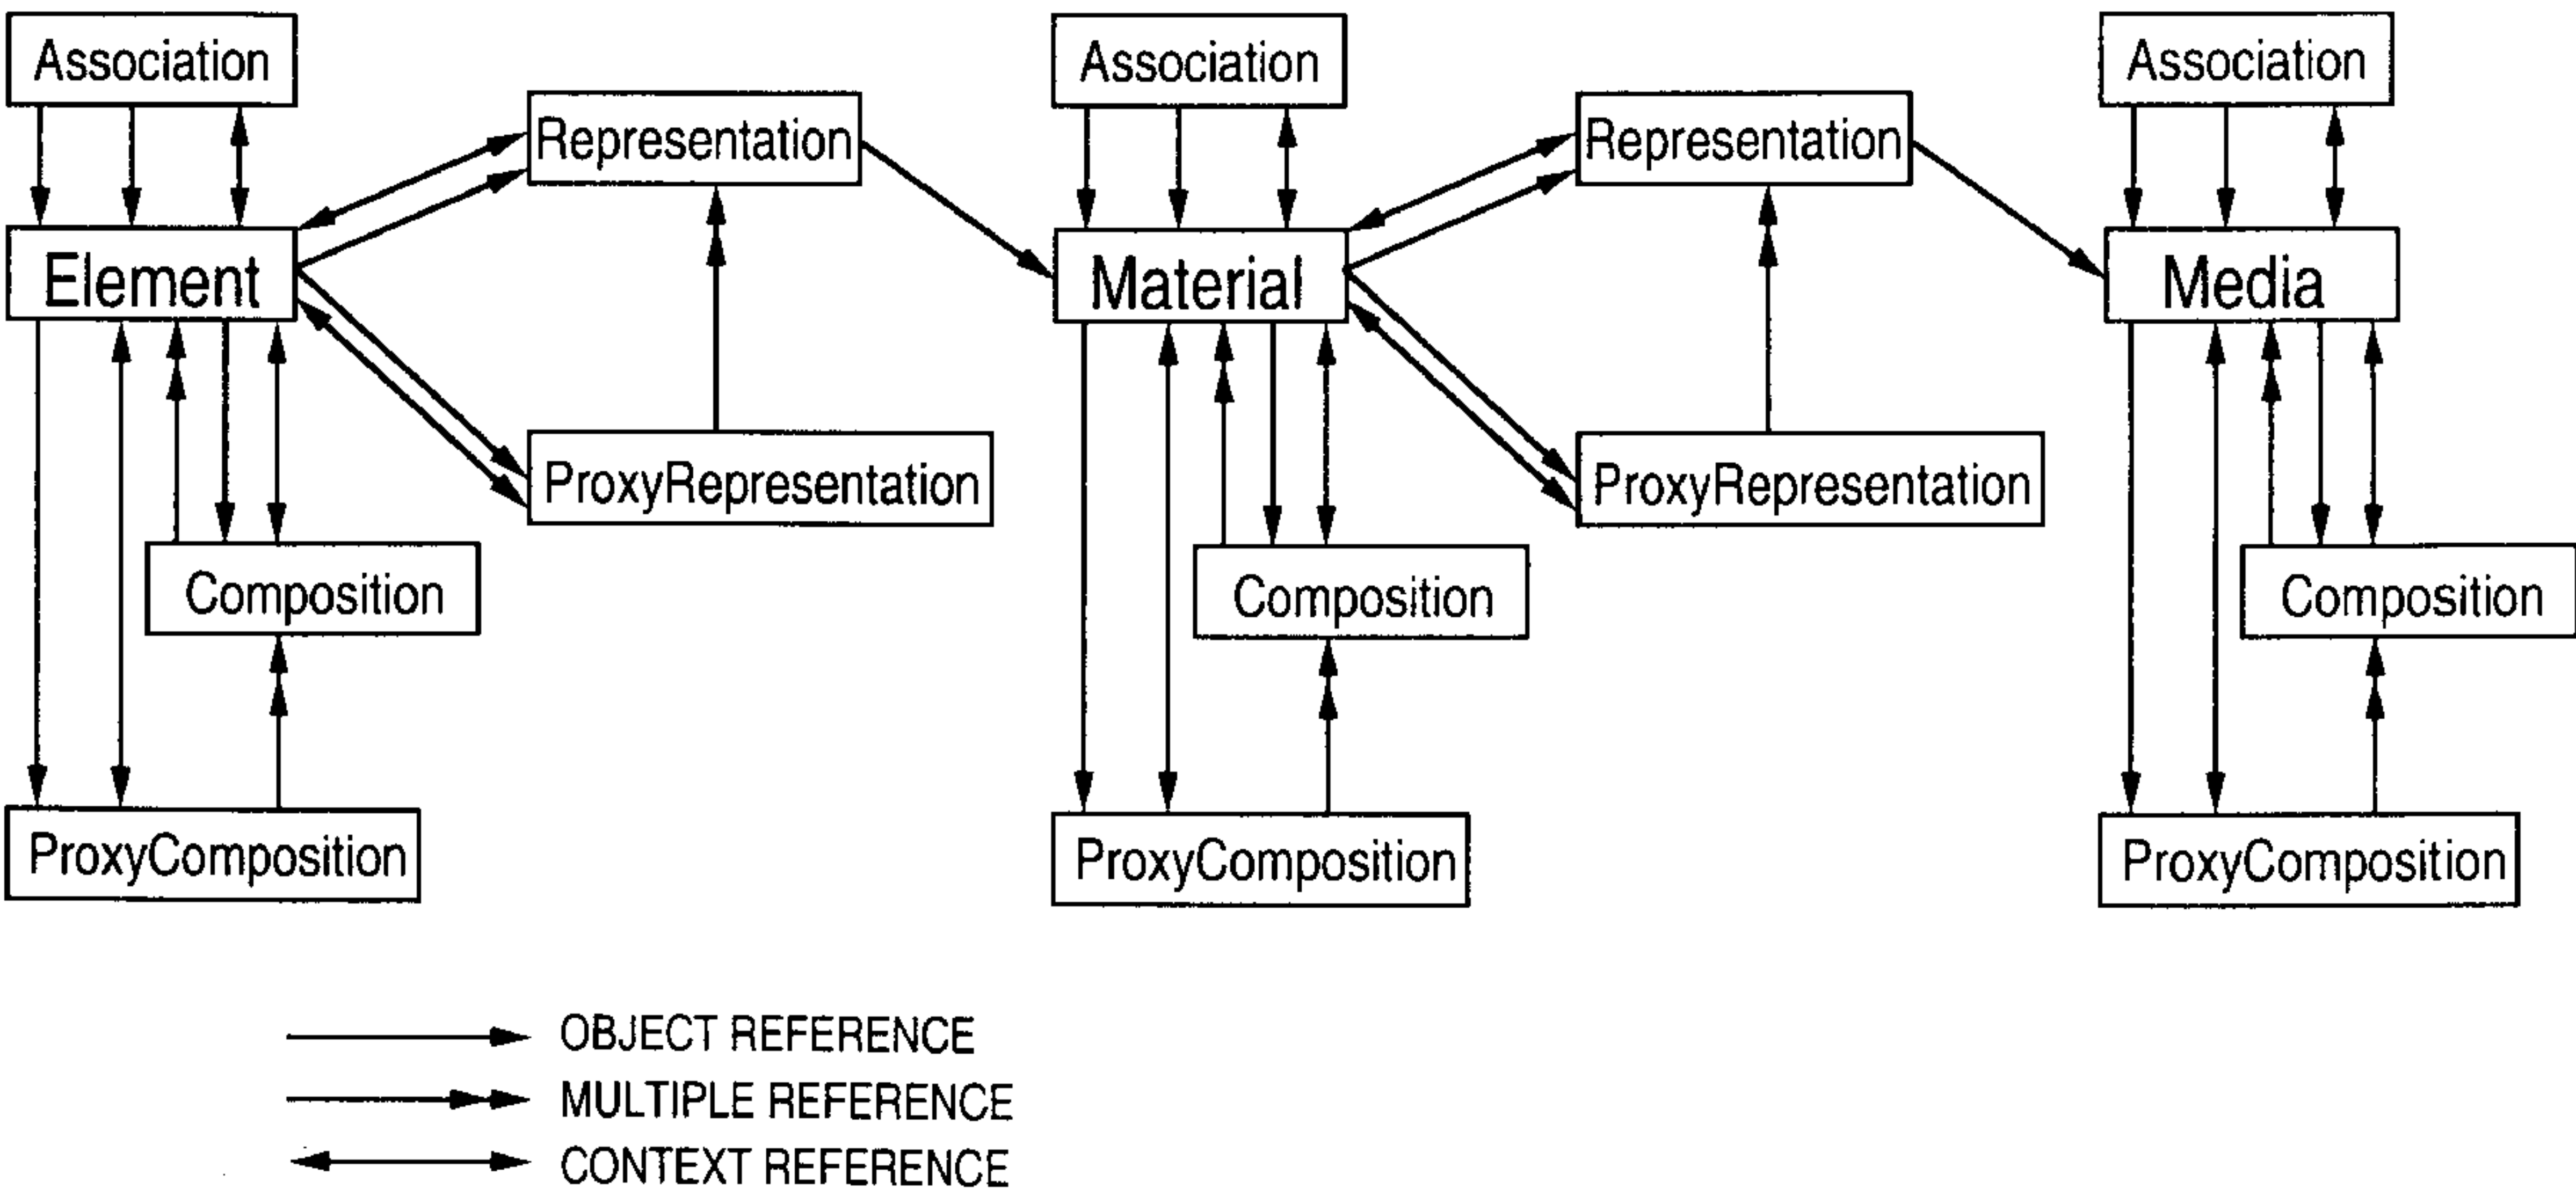 Association
Association
Association
Representation
Representation
Element
Material
Media
ProxyRepresentation
ProxyRepresentation
Composition
Composition
Composition
ProxyComposition
ProxyComposition
ProxyComposition
OBJECT REFERENCE
MULTIPLE REFERENCE
CONTEXT REFERENCE